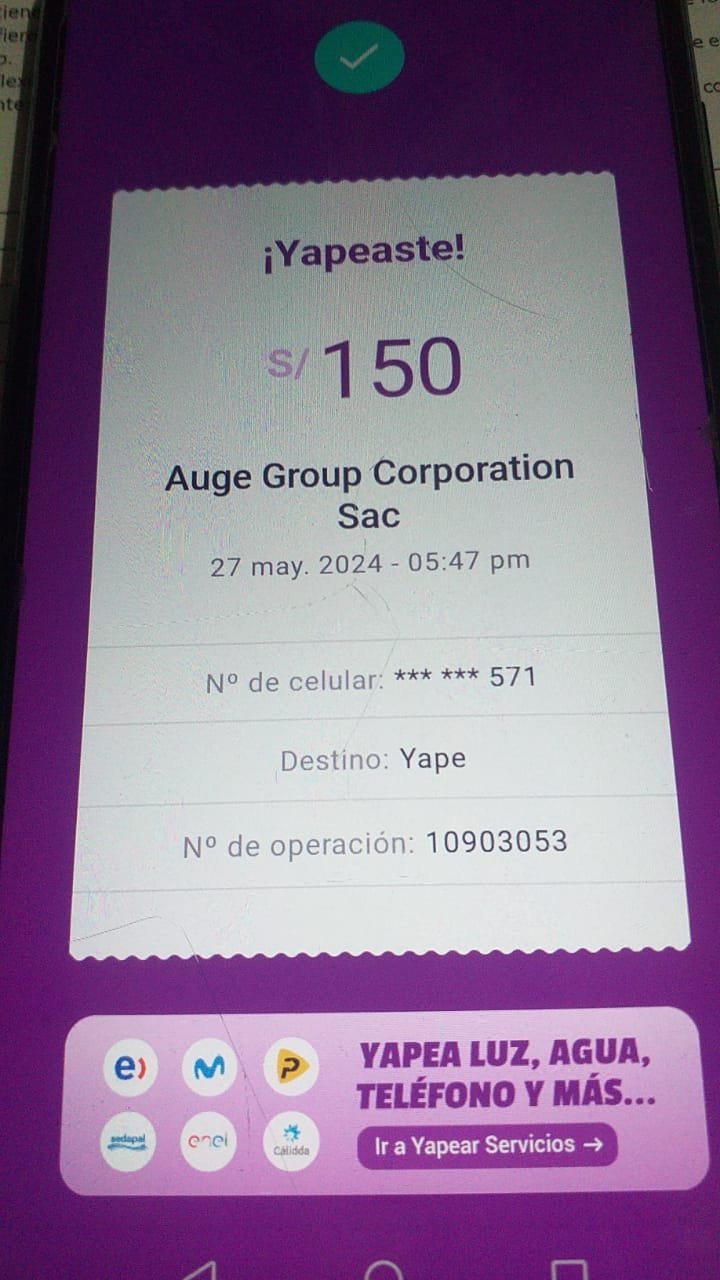 ¡Yapeaste!
S/150
Auge Group Corporation
Sac
27 may. 2024 - 05:47 pm
Nº de celular: *** *** 571
Destino: Yape
Nº de operación: 10903053
YAPEA LUZ, AGUA,
TELÉFONO Y MÁS...
Ir a Yapear Servicios →
e)
sedapal
enel
Cálidda